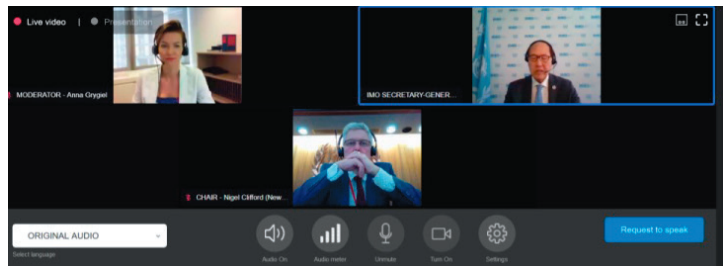 Live video | Presentation
MODERATOR - Anna Grygiel
IMO SECRETARY-GENER...
CHAIR - Nigel Clifford (New...
ORIGINAL AUDIO
Select language
Audio On
Audio meter
Unmute
Turn On
Settings
Request to speak